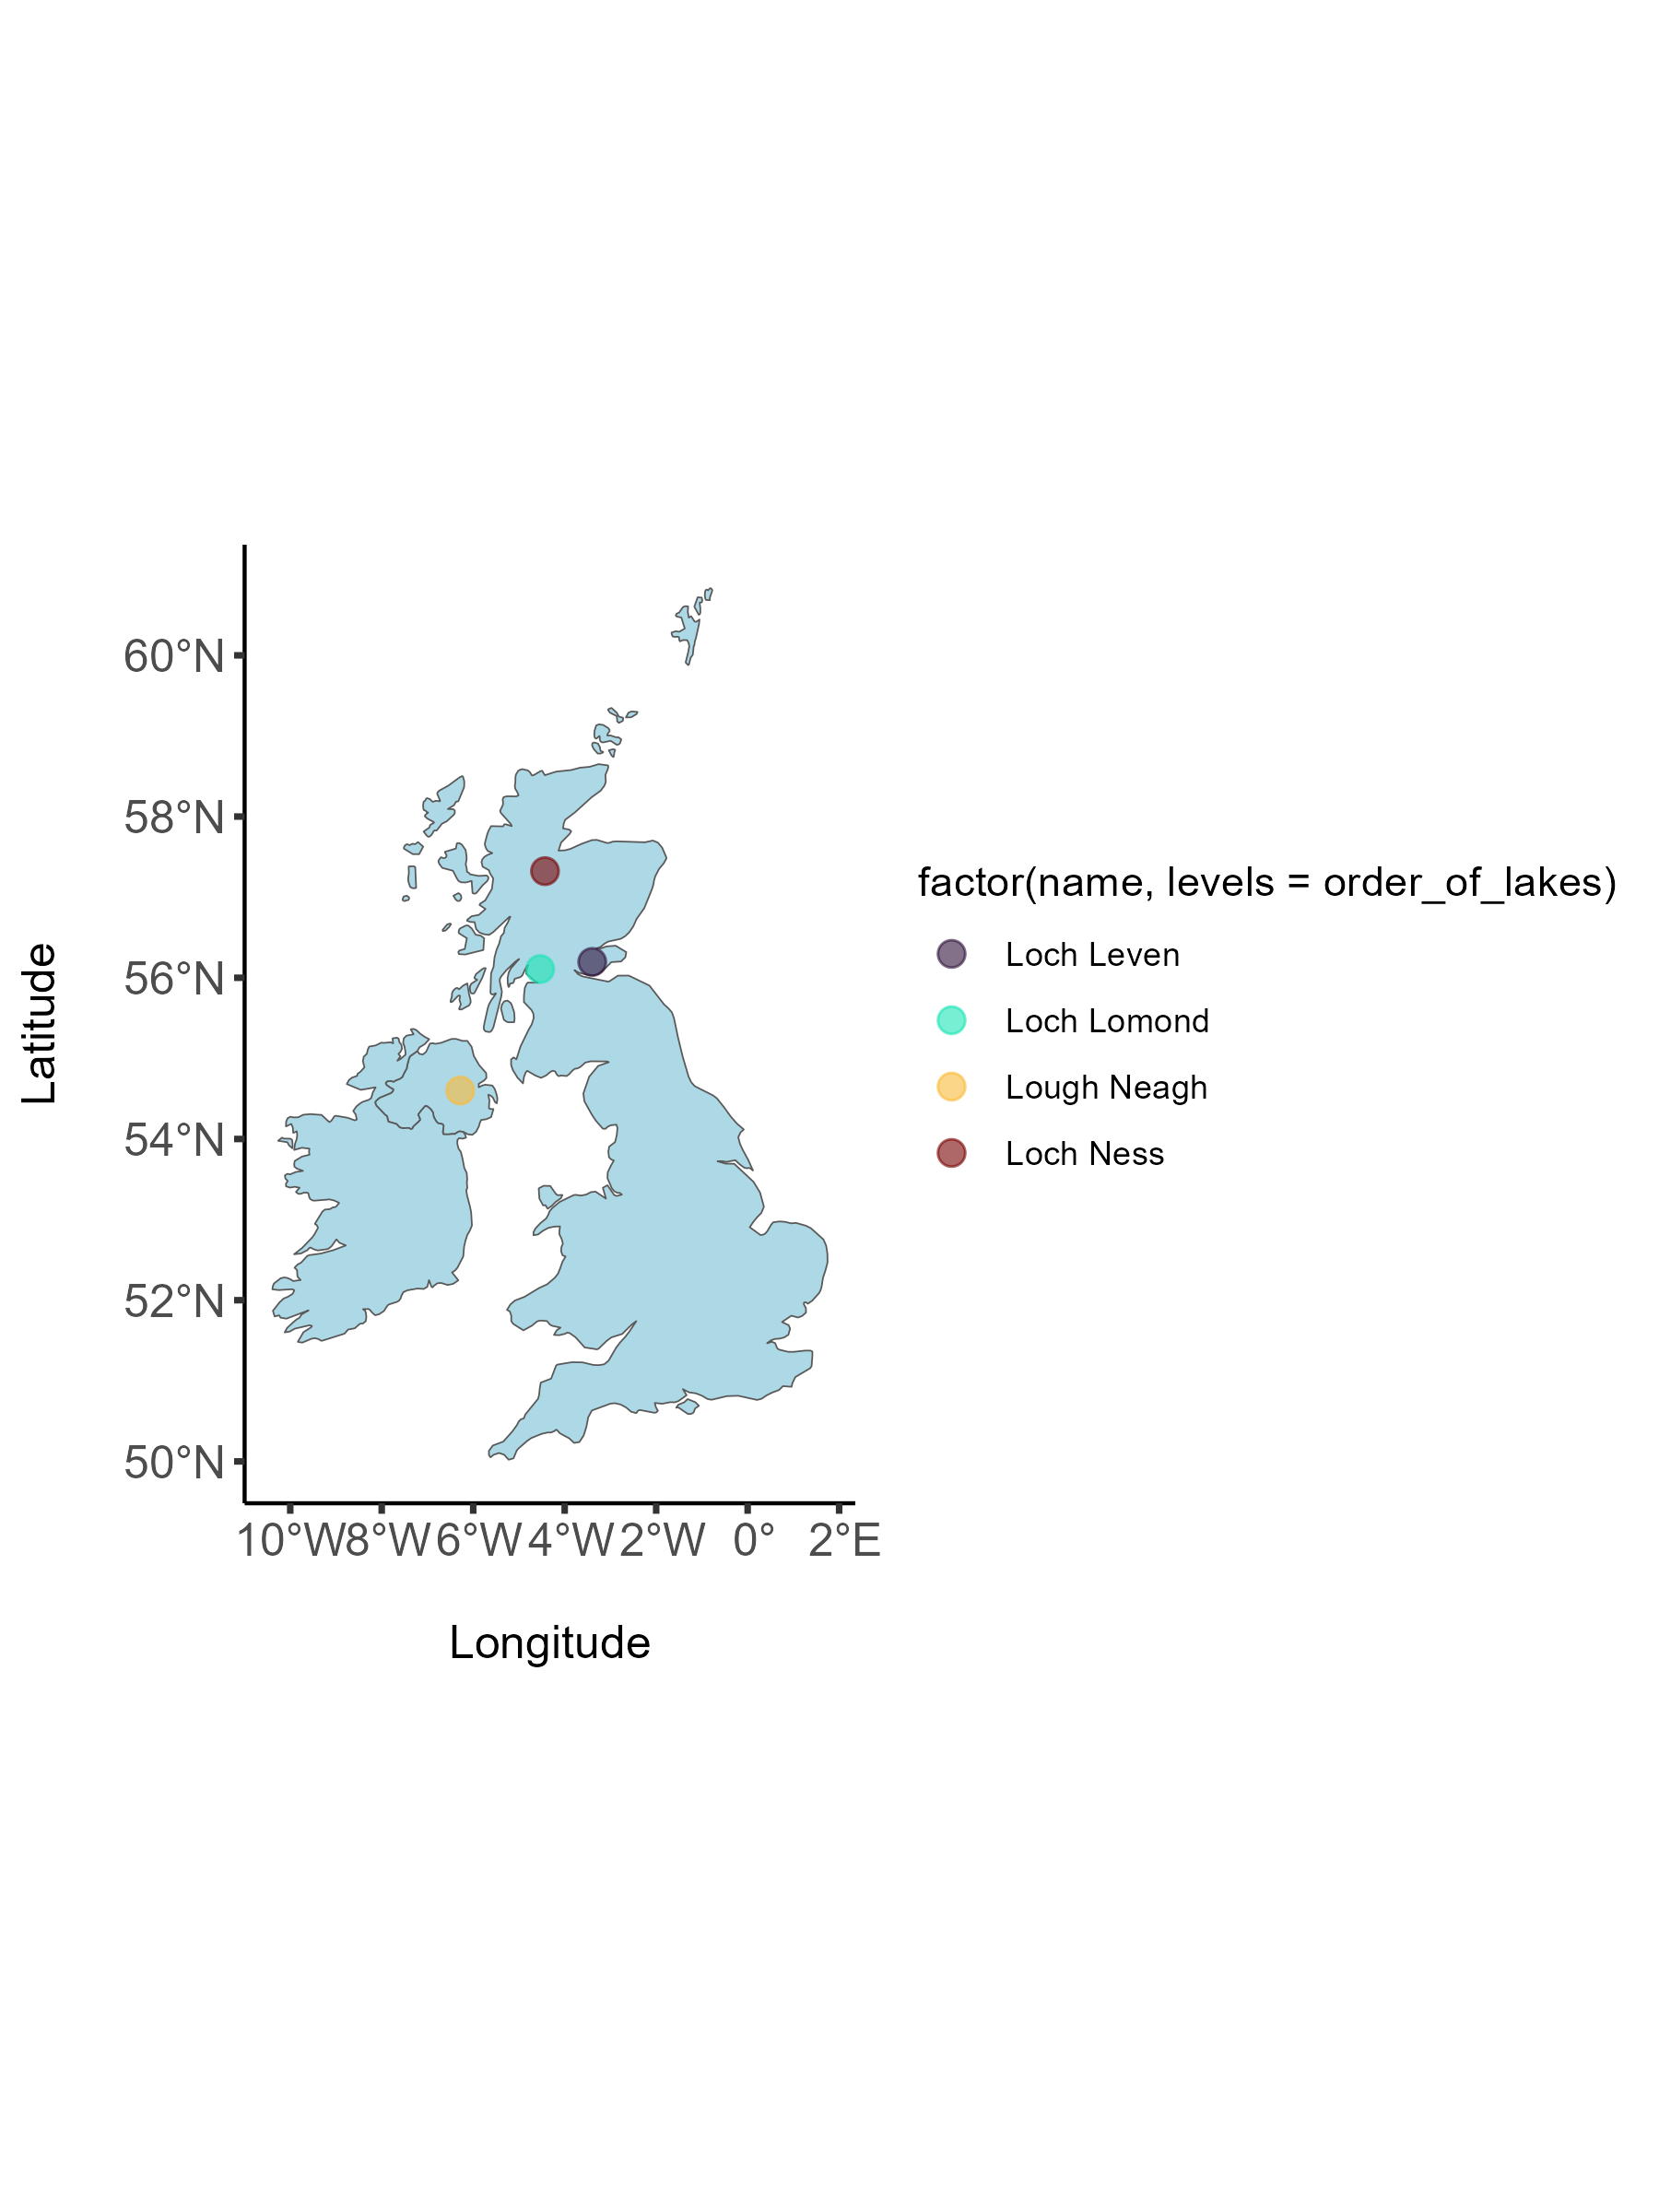 60°N
58°N
56°N
54°N
52°N
50°N
Latitude
10°W 8°W 6°W 4°W 2°W 0° 2°E
Longitude
factor(name, levels = order_of_lakes)
Loch Leven
Loch Lomond
Lough Neagh
Loch Ness